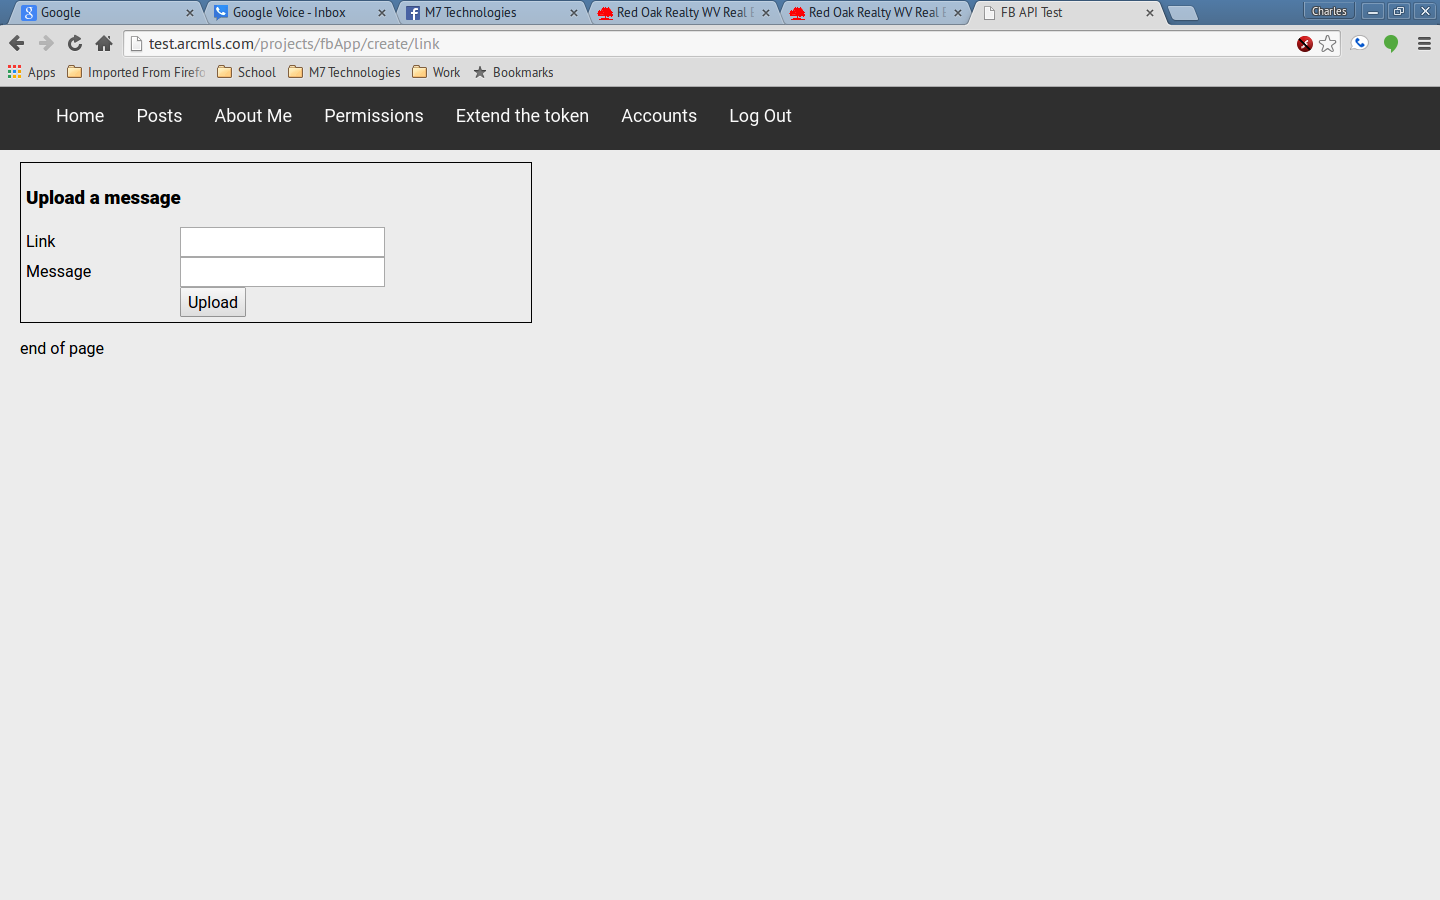 Google
Google Voice - Inbox
M7 Technologies
Red Oak Realty WV Real
Red Oak Realty WV Real
FB API Test
Charles
test.arcmls.com/projects/fbApp/create/link
Apps
Imported From Firefo
School
M7 Technologies
Work
Bookmarks
Home
Posts
About Me
Permissions
Extend the token
Accounts
Log Out
Upload a message
Link
Message
Upload
end of page